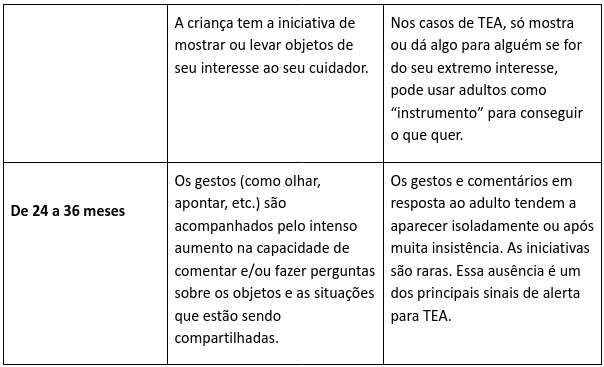 A criança tem a iniciativa de
mostrar ou levar objetos de
seu interesse ao seu cuidador.
Nos casos de TEA, só mostra
ou dá algo para alguém se for
do seu extremo interesse,
pode usar adultos como
“instrumento” para conseguir
o que quer.
De 24 a 36 meses
Os gestos (como olhar,
apontar, etc.) são
acompanhados pelo intenso
aumento na capacidade de
comentar e/ou fazer perguntas
sobre os objetos e as situações
que estão sendo
compartilhadas.
Os gestos e comentários em
resposta ao adulto tendem a
aparecer isoladamente ou após
muita insistência. As iniciativas
são raras. Essa ausência é um
dos principais sinais de alerta
para TEA.